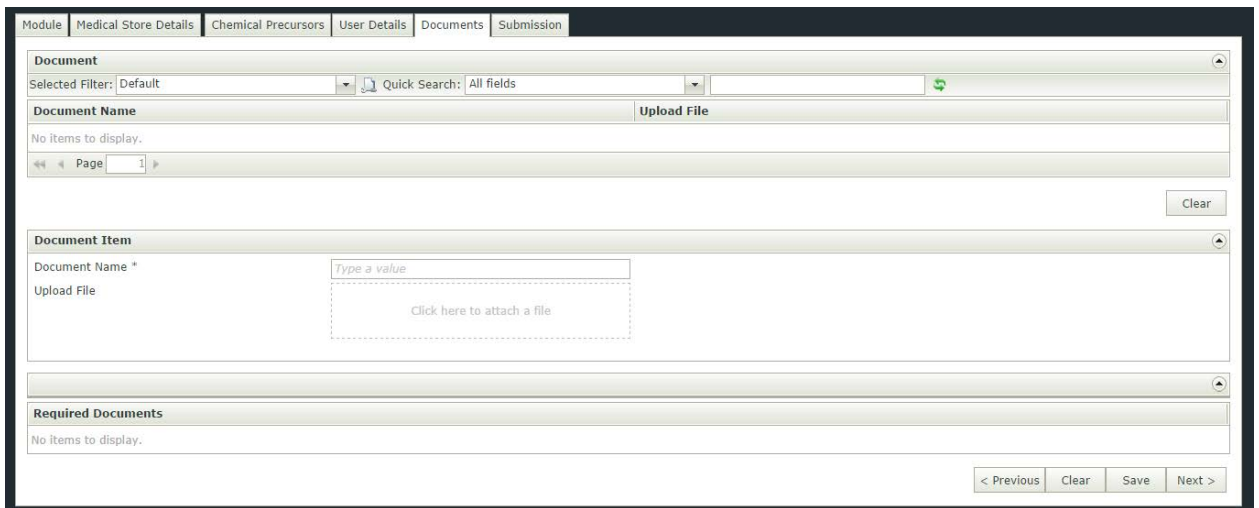 Module Medical Store Details Chemical Precursors User Details Documents Submission
Document
Selected Filter: Default Quick Search: All fields
Document Name Upload File
No items to display.
Page 1
Clear
Document Item
Document Name * Type a value
Upload File Click here to attach a file
Required Documents
No items to display.
< Previous Clear Save Next >